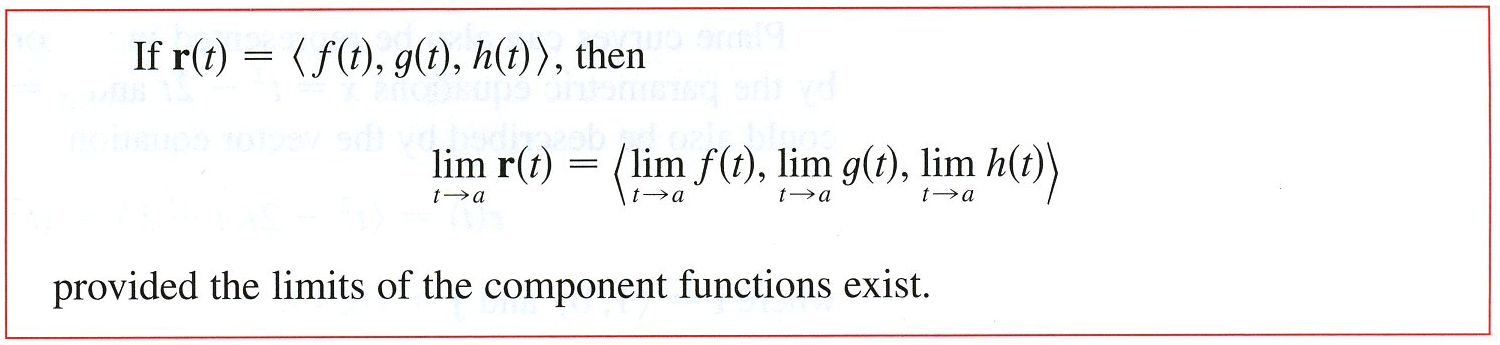 If r(t) = ⟨f(t), g(t), h(t)⟩, then
lim r(t) = ⟨lim f(t), lim g(t), lim h(t)⟩
t→a t→a t→a t→a
provided the limits of the component functions exist.